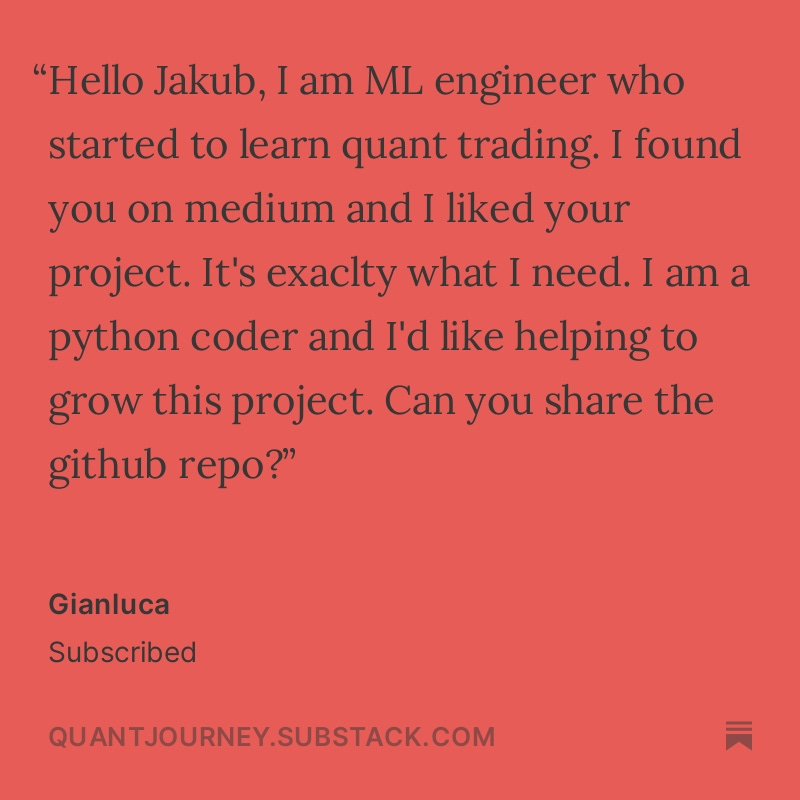 “Hello Jakub, I am ML engineer who
started to learn quant trading. I found
you on medium and I liked your
project. It's exaclty what I need. I am a
python coder and I'd like helping to
grow this project. Can you share the
github repo?”
Gianluca
Subscribed
QUANTJOURNEY.SUBSTACK.COM